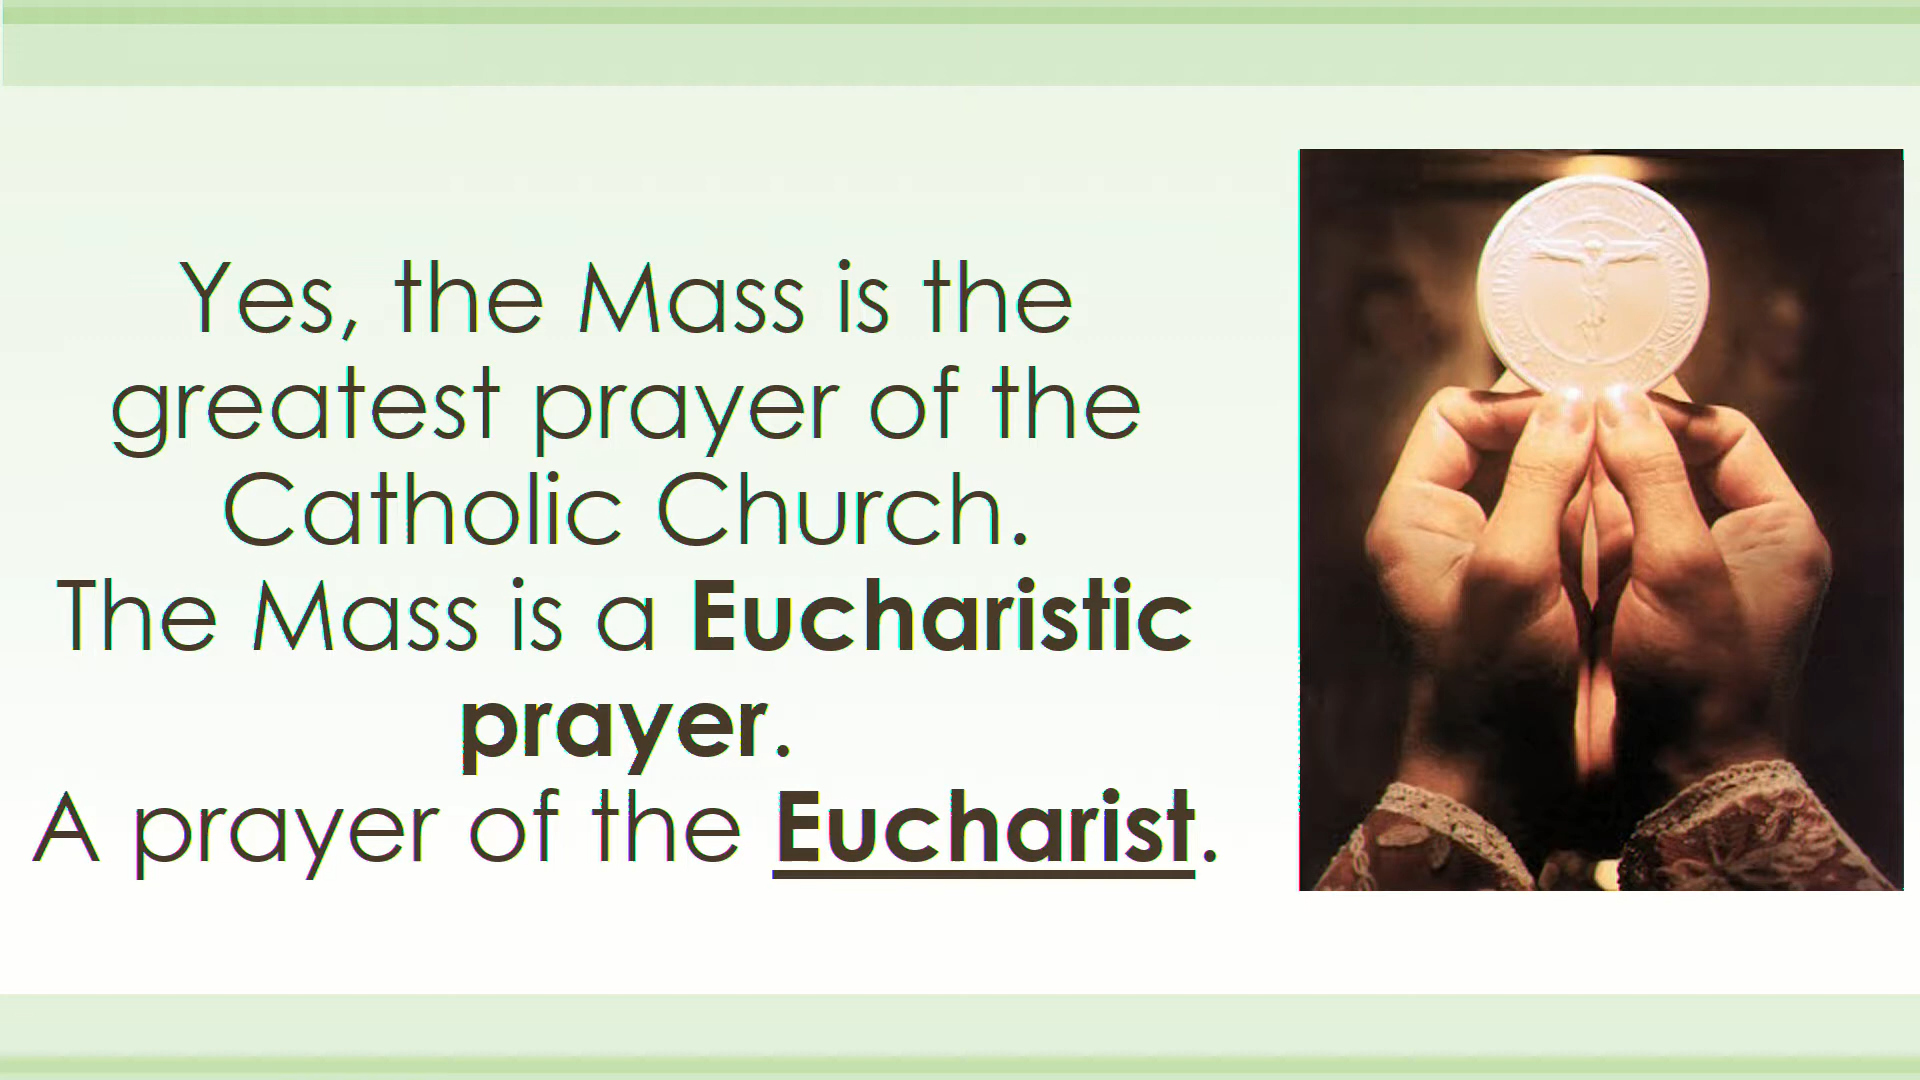 Yes, the Mass is the
greatest prayer of the
Catholic Church.
The Mass is a Eucharistic
prayer.
A prayer of the Eucharist.